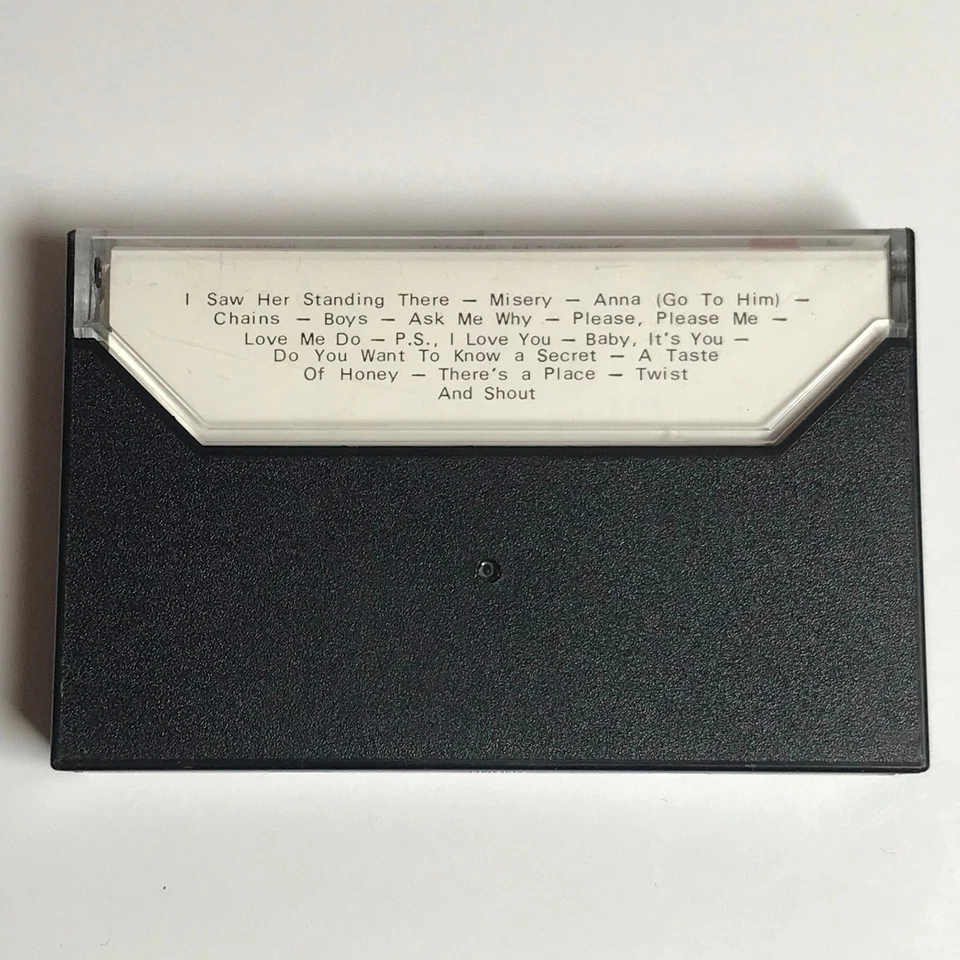 I Saw Her Standing There — Misery — Anna (Go To Him) —
Chains — Boys — Ask Me Why — Please, Please Me —
Love Me Do — P.S., I Love You — Baby, It's You —
Do You Want To Know a Secret — A Taste
Of Honey — There's a Place — Twist
And Shout